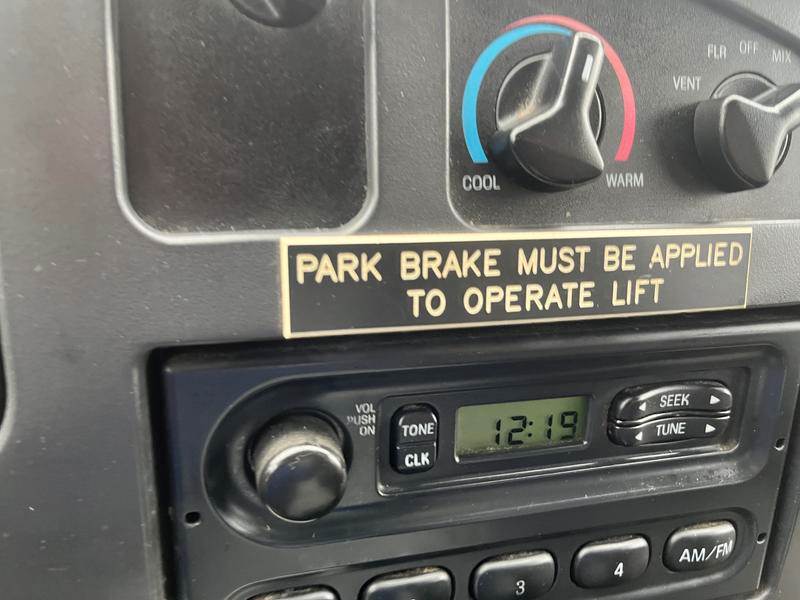 FLR OFF MIX
VENT
COOL WARM
PARK BRAKE MUST BE APPLIED
TO OPERATE LIFT
VOL
PUSH
ON
TONE
CLK
12:19
SEEK
TUNE
3
4
AM/FM